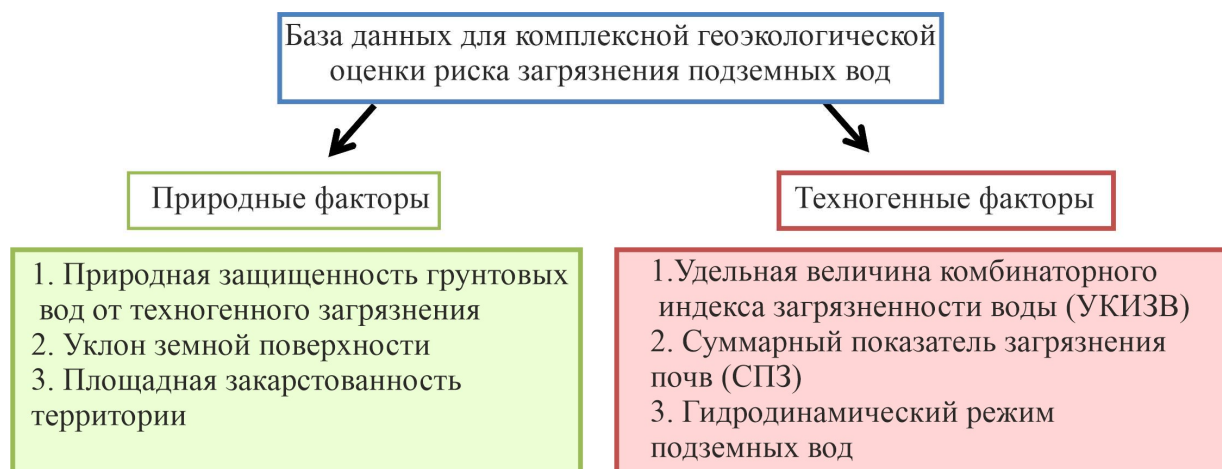 База данных для комплексной геоэкологической
оценки риска загрязнения подземных вод
Природные факторы
1. Природная защищенность грунтовых
вод от техногенного загрязнения
2. Уклон земной поверхности
3. Площадная закарстованность
территории
Техногенные факторы
1.Удельная величина комбинаторного
индекса загрязненности воды (УКИЗВ)
2. Суммарный показатель загрязнения
почв (СПЗ)
3. Гидродинамический режим
подземных вод